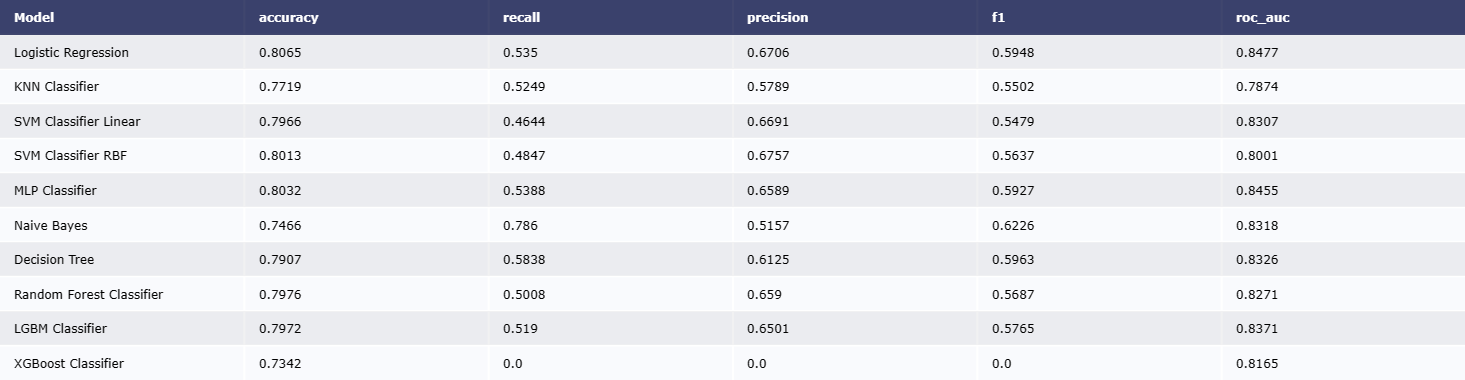 Model accuracy recall precision f1 roc_auc
Logistic Regression 0.8065 0.535 0.6706 0.5948 0.8477
KNN Classifier 0.7719 0.5249 0.5789 0.5502 0.7874
SVM Classifier Linear 0.7966 0.4644 0.6691 0.5479 0.8307
SVM Classifier RBF 0.8013 0.4847 0.6757 0.5637 0.8001
MLP Classifier 0.8032 0.5388 0.6589 0.5927 0.8455
Naive Bayes 0.7466 0.786 0.5157 0.6226 0.8318
Decision Tree 0.7907 0.5838 0.6125 0.5963 0.8326
Random Forest Classifier 0.7976 0.5008 0.659 0.5687 0.8271
LGBM Classifier 0.7972 0.519 0.6501 0.5765 0.8371
XGBoost Classifier 0.7342 0.0 0.0 0.0 0.8165